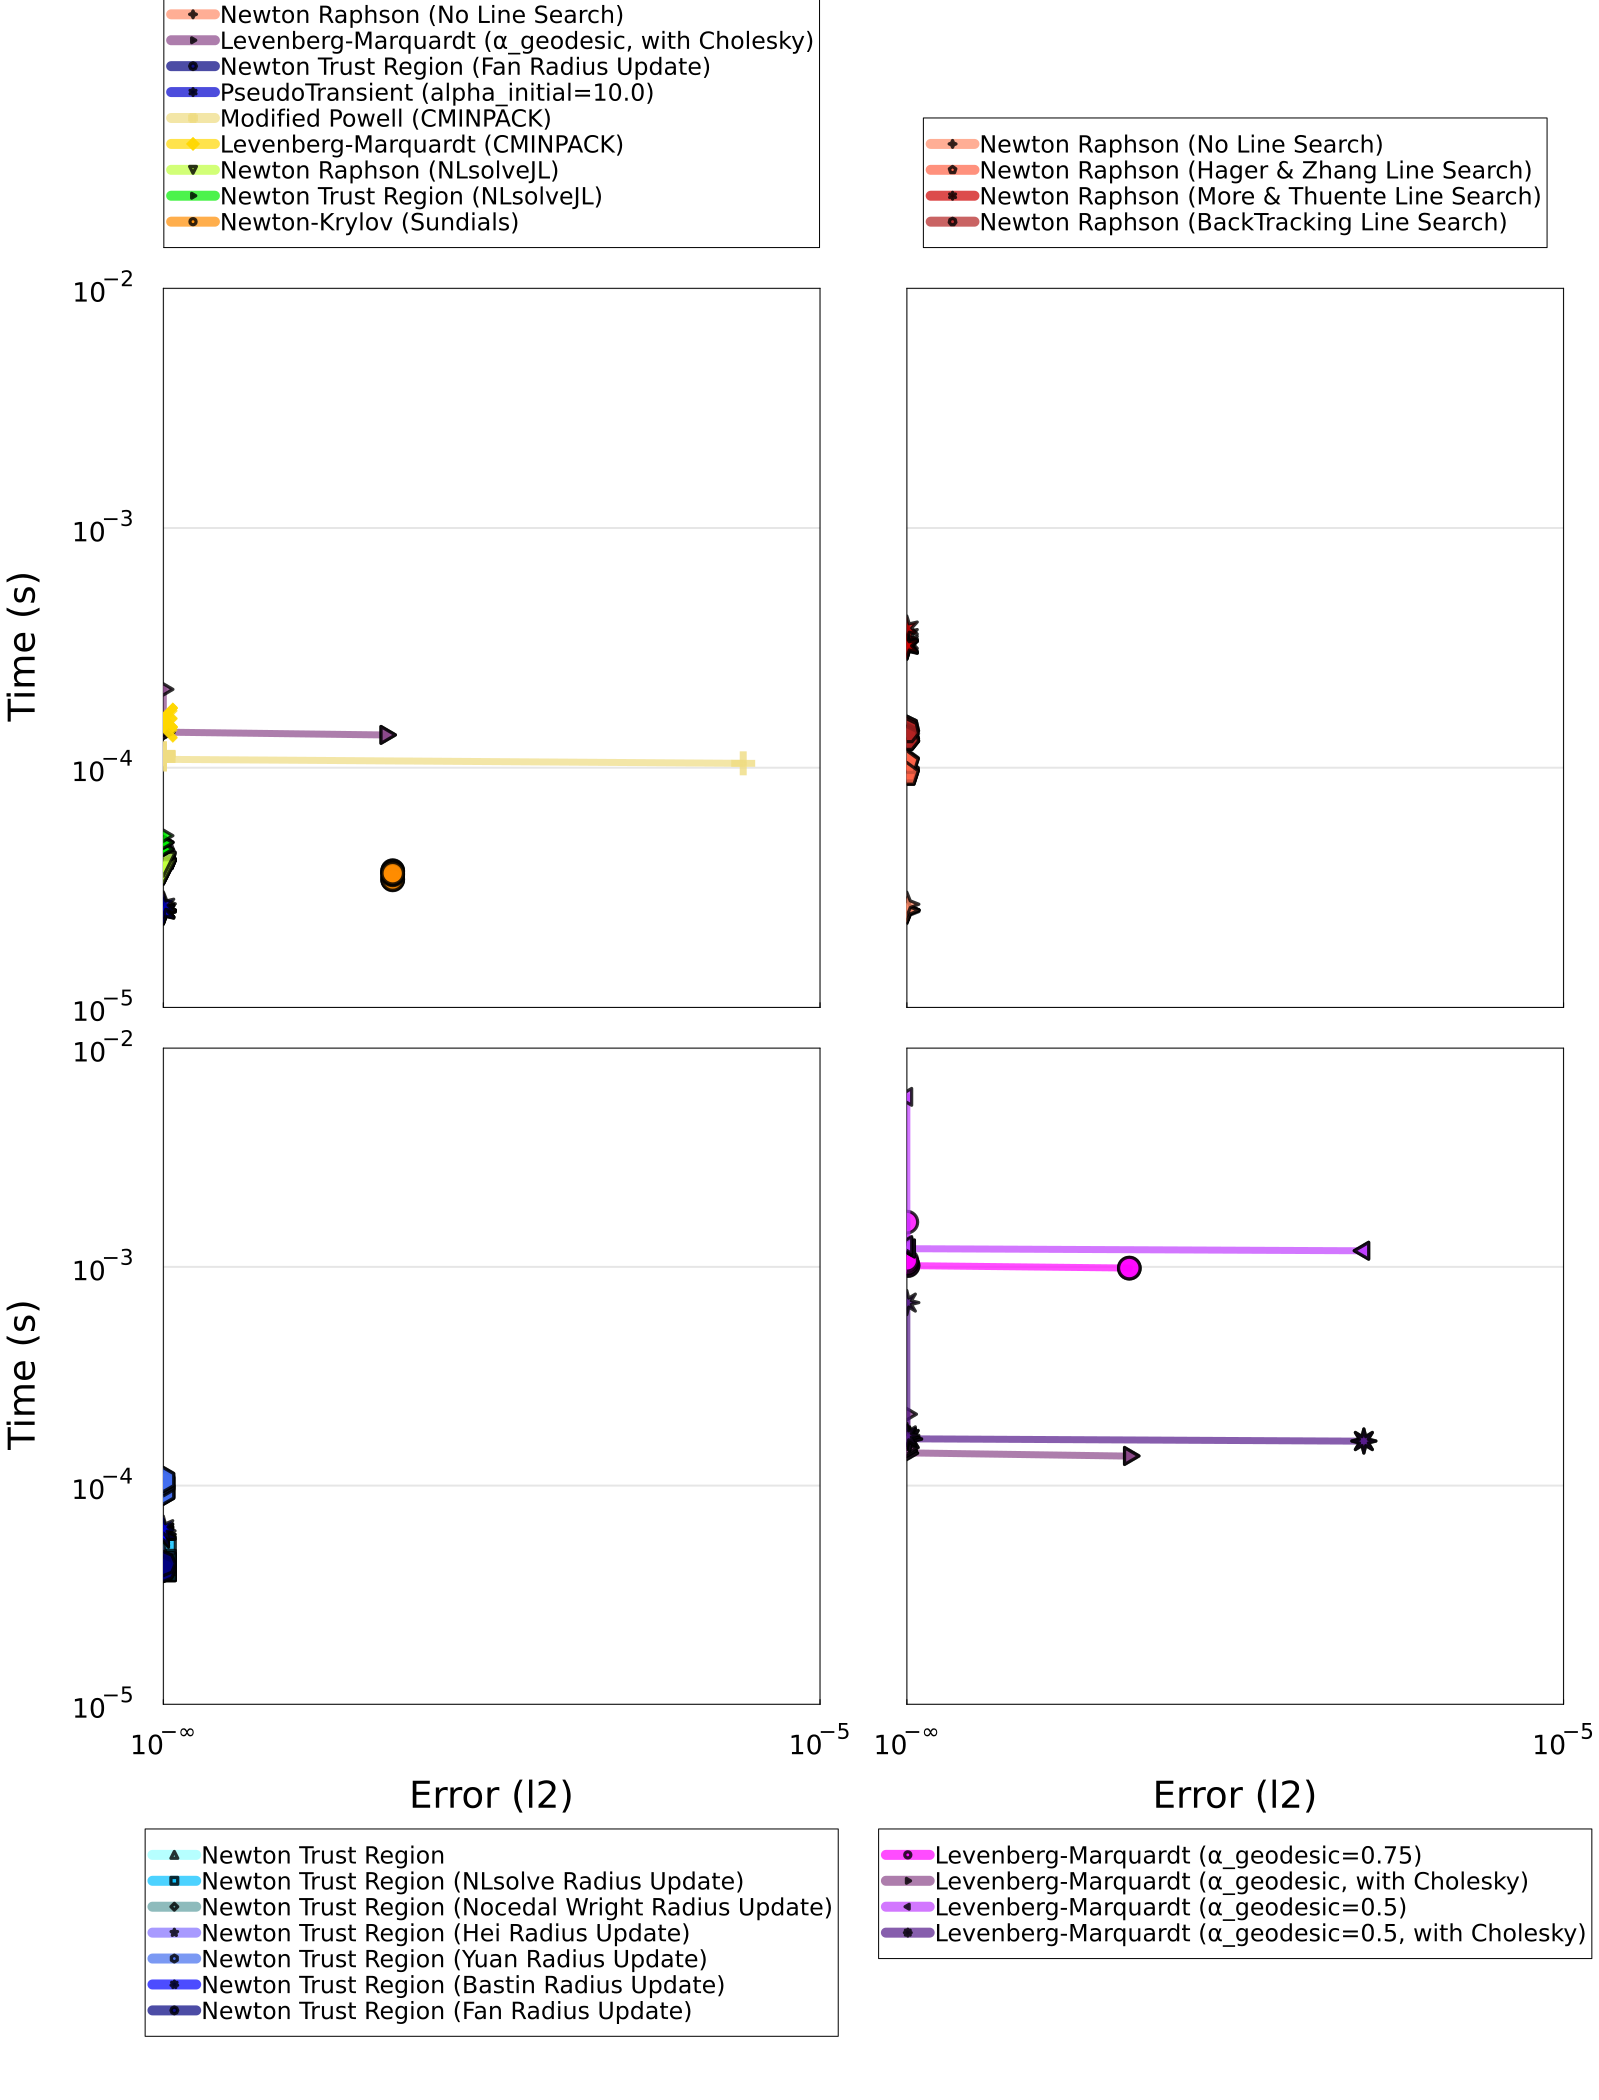 Newton Raphson (No Line Search)
Levenberg-Marquardt (α_geodesic, with Cholesky)
Newton Trust Region (Fan Radius Update)
PseudoTransient (alpha_initial=10.0)
Modified Powell (CMINPACK)
Levenberg-Marquardt (CMINPACK)
Newton Raphson (NLsolveJL)
Newton Trust Region (NLsolveJL)
Newton-Krylov (Sundials)
Newton Raphson (No Line Search)
Newton Raphson (Hager & Zhang Line Search)
Newton Raphson (More & Thuente Line Search)
Newton Raphson (BackTracking Line Search)
10⁻²
10⁻³
10⁻⁴
10⁻⁵
Time (s)
10⁻²
10⁻³
10⁻⁴
10⁻⁵
Time (s)
10^−∞
10⁻⁵
10^−∞
10⁻⁵
Error (l2)
Error (l2)
Newton Trust Region
Newton Trust Region (NLsolve Radius Update)
Newton Trust Region (Nocedal Wright Radius Update)
Newton Trust Region (Hei Radius Update)
Newton Trust Region (Yuan Radius Update)
Newton Trust Region (Bastin Radius Update)
Newton Trust Region (Fan Radius Update)
Levenberg-Marquardt (α_geodesic=0.75)
Levenberg-Marquardt (α_geodesic, with Cholesky)
Levenberg-Marquardt (α_geodesic=0.5)
Levenberg-Marquardt (α_geodesic=0.5, with Cholesky)